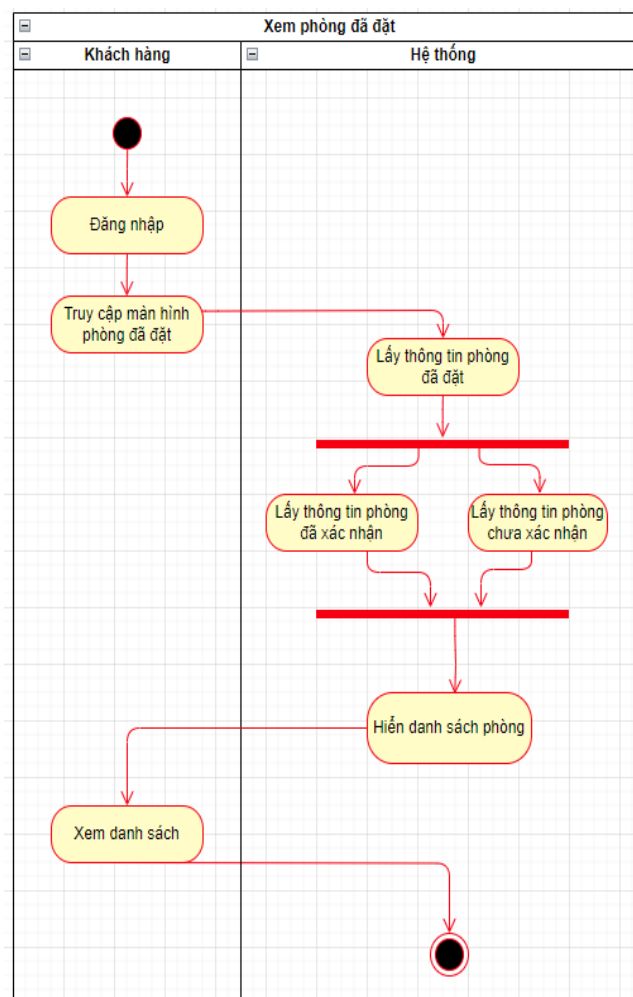 Xem phòng đã đặt
Khách hàng
Hệ thống
Đăng nhập
Truy cập màn hình
phòng đã đặt
Lấy thông tin phòng
đã đặt
Lấy thông tin phòng
đã xác nhận
Lấy thông tin phòng
chưa xác nhận
Hiển danh sách phòng
Xem danh sách